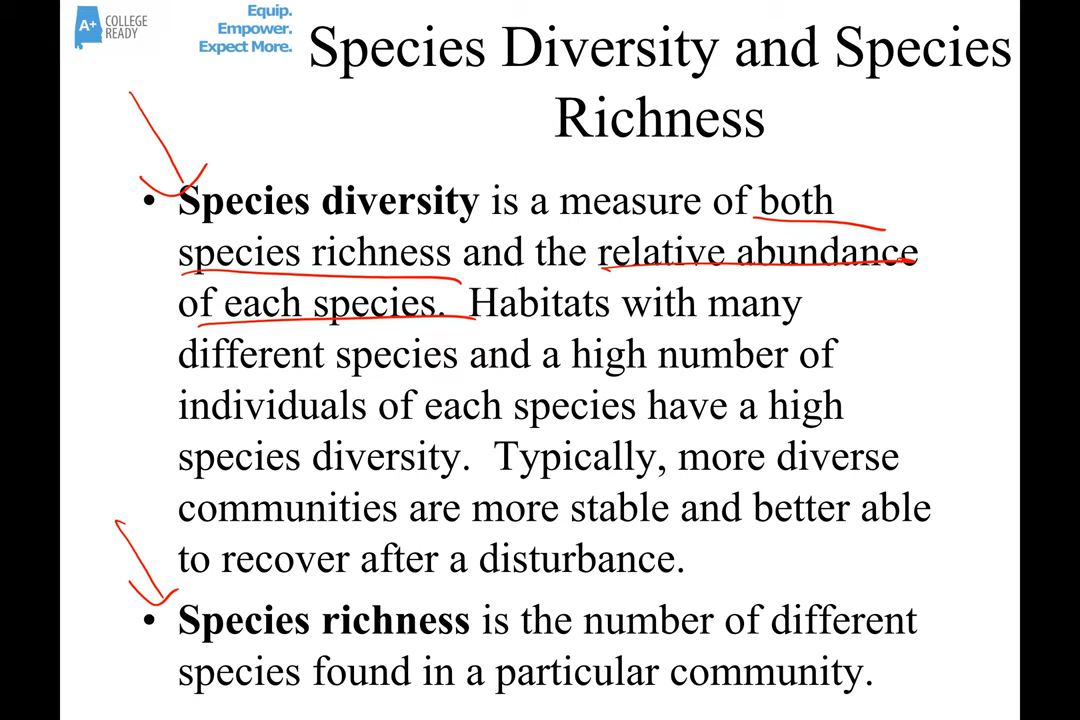 A+ COLLEGE
READY
Equip.
Empower.
Expect More.
Species Diversity and Species
Richness
• Species diversity is a measure of both
species richness and the relative abundance
of each species. Habitats with many
different species and a high number of
individuals of each species have a high
species diversity. Typically, more diverse
communities are more stable and better able
to recover after a disturbance.
• Species richness is the number of different
species found in a particular community.